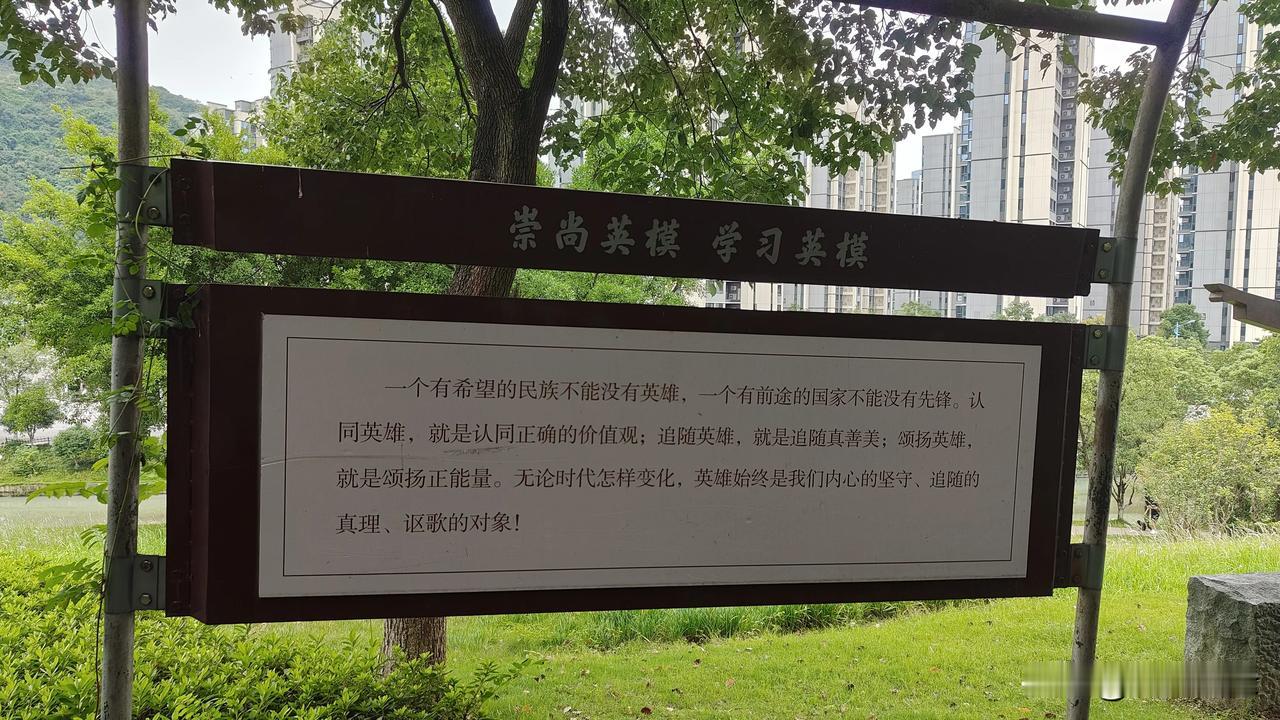 崇尚英模 学习英模
一个有希望的民族不能没有英雄，一个有前途的国家不能没有先锋。认
同英雄，就是认同正确的价值观；追随英雄，就是追随真善美；颂扬英雄，
就是颂扬正能量。无论时代怎样变化，英雄始终是我们内心的坚守、追随的
真理、讴歌的对象！